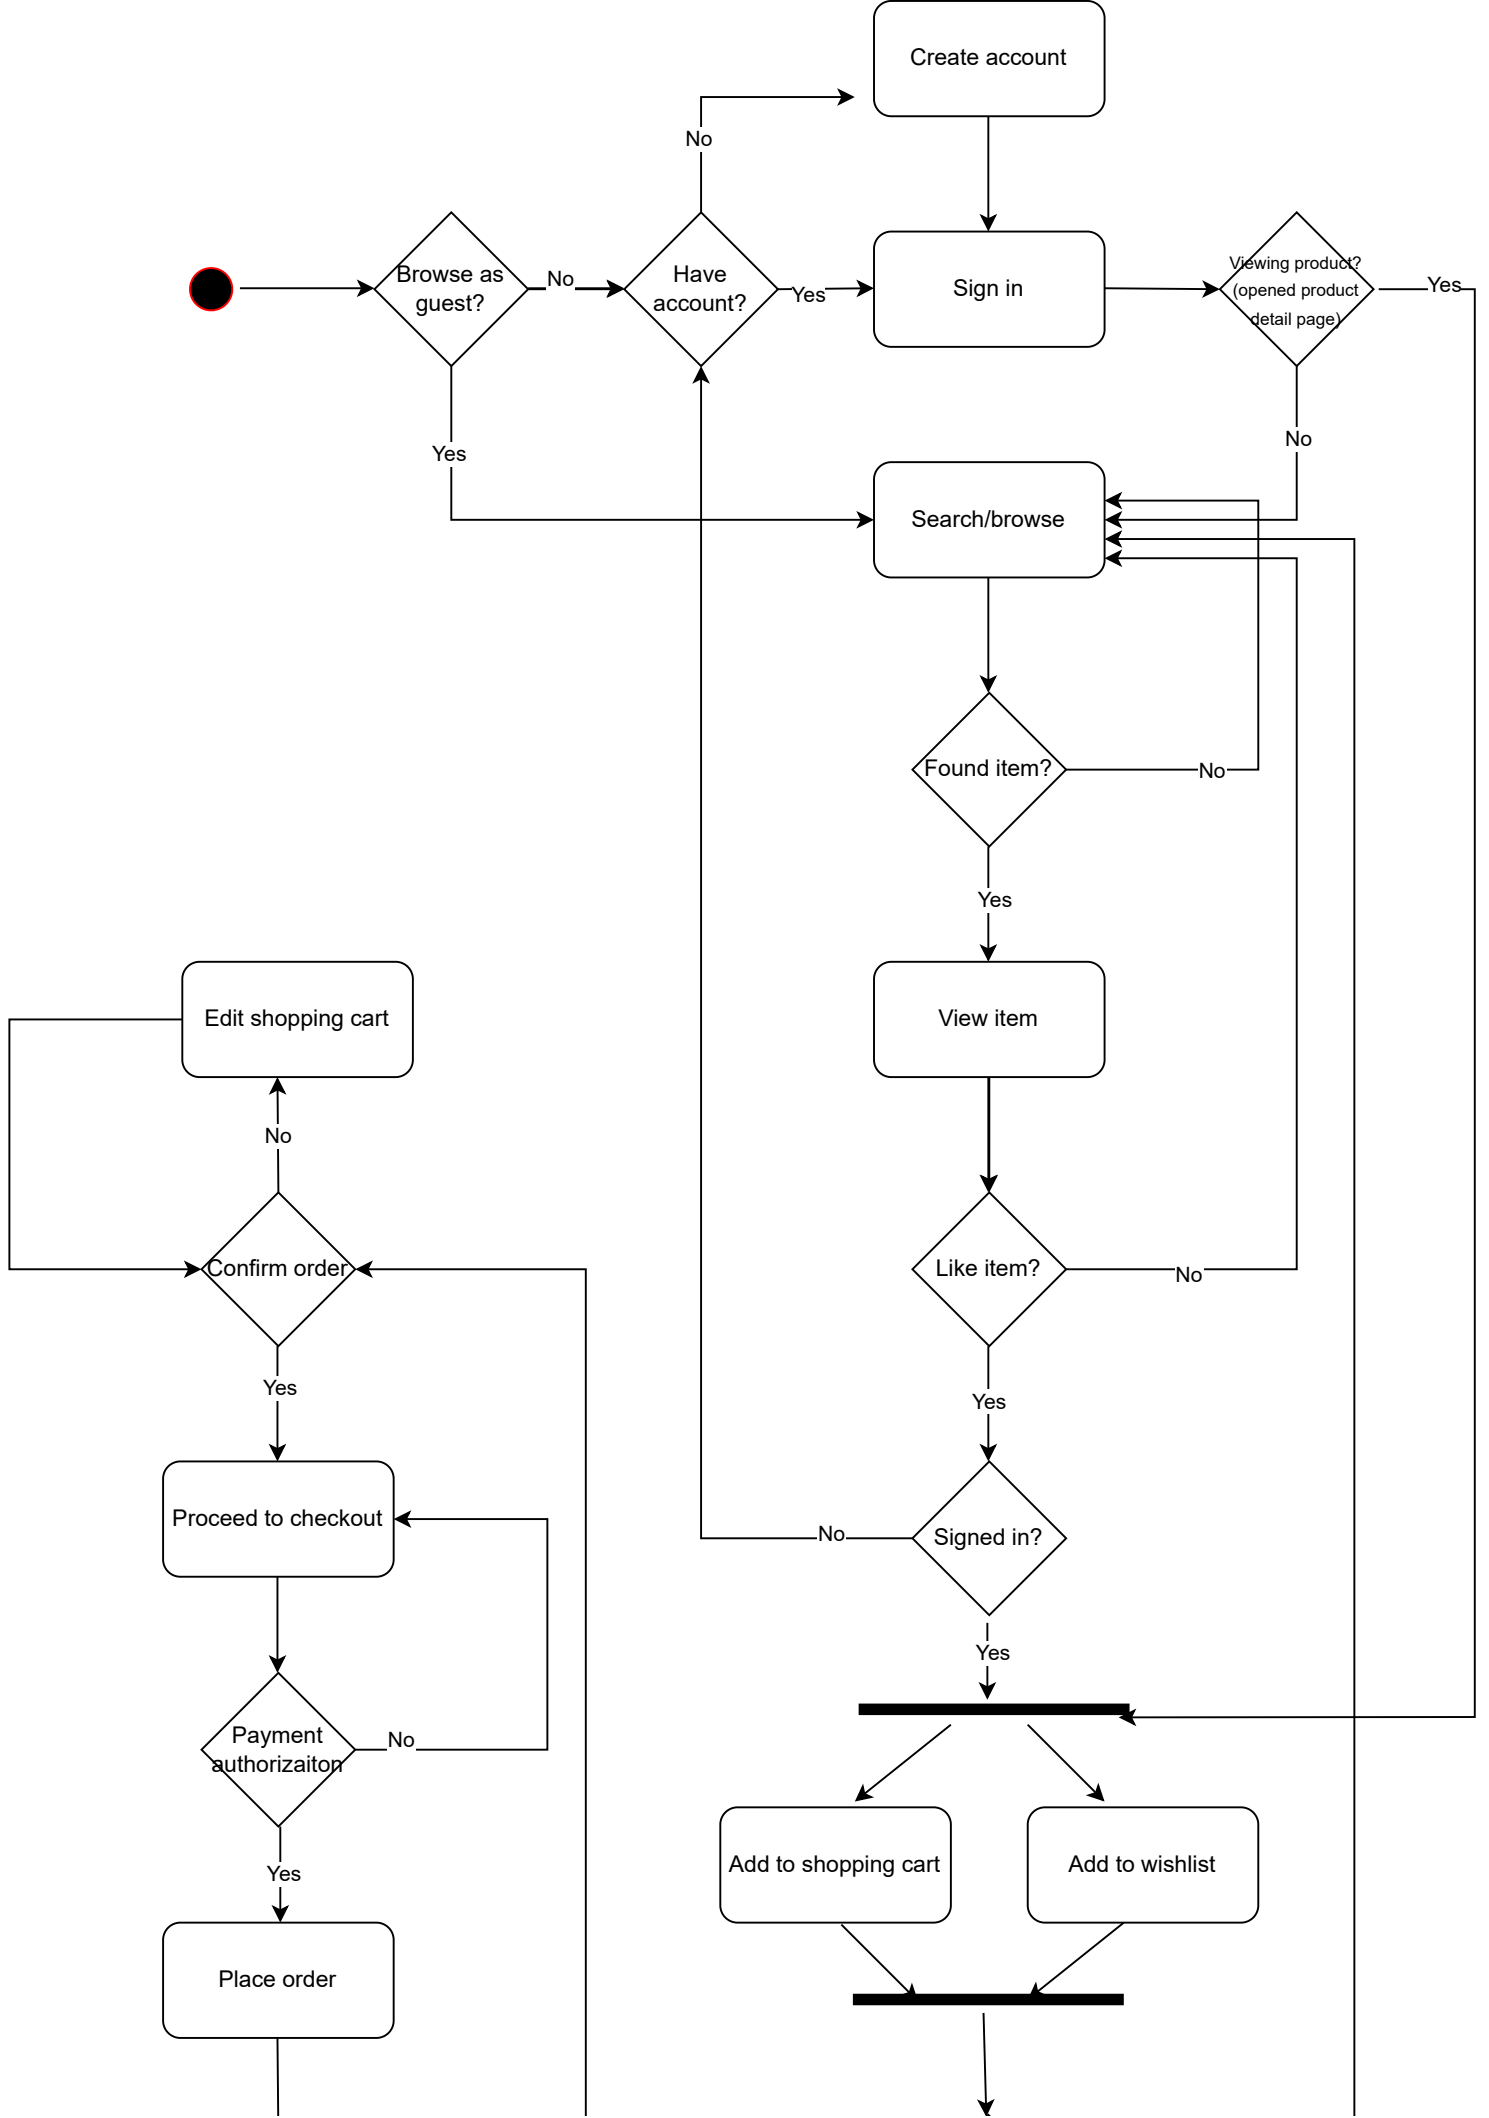 Create account
No
Browse as
guest?
No
Have
account?
Yes
Sign in
Viewing product?
(opened product
detail page)
Yes
Yes
No
Search/browse
Found item?
No
Yes
Edit shopping cart
View item
No
Confirm order
Like item?
No
Yes
Yes
Proceed to checkout
No
Signed in?
Yes
Payment
authorizaiton
No
Yes
Add to shopping cart
Add to wishlist
Place order